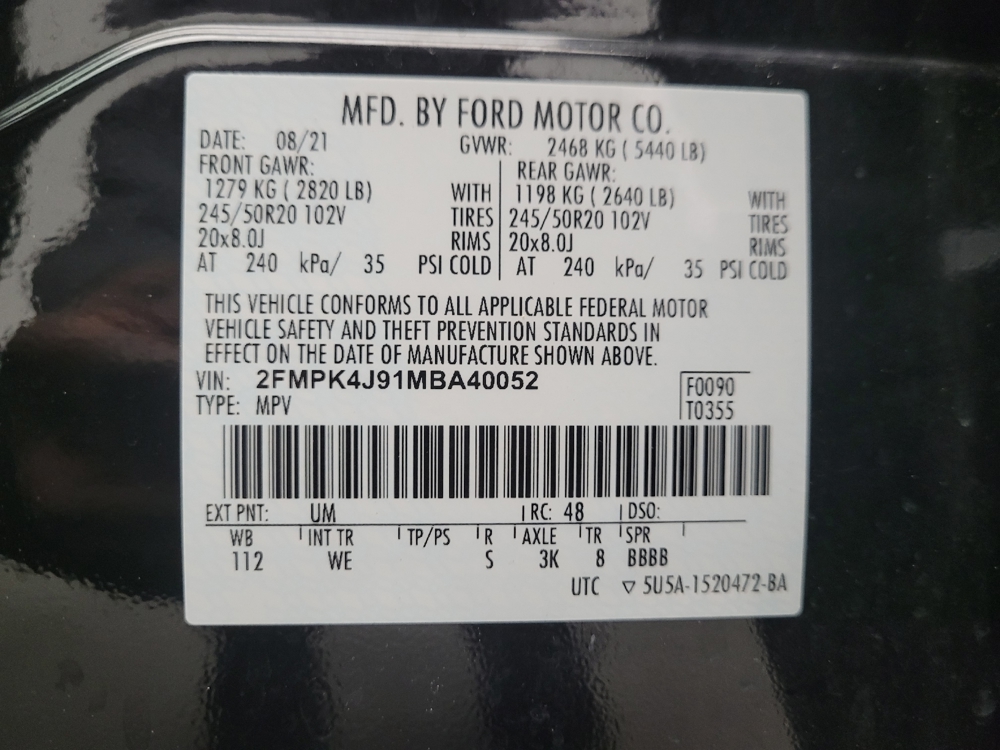 MFD. BY FORD MOTOR CO.
DATE: 08/21 GVWR: 2468 KG ( 5440 LB)
FRONT GAWR: REAR GAWR:
1279 KG ( 2820 LB) WITH 1198 KG ( 2640 LB) WITH
245/50R20 102V TIRES 245/50R20 102V TIRES
20x8.0J RIMS 20x8.0J RIMS
AT 240 kPa/ 35 PSI COLD AT 240 kPa/ 35 PSI COLD
THIS VEHICLE CONFORMS TO ALL APPLICABLE FEDERAL MOTOR
VEHICLE SAFETY AND THEFT PREVENTION STANDARDS IN
EFFECT ON THE DATE OF MANUFACTURE SHOWN ABOVE.
VIN: 2FMPK4J91MBA40052 F0090
TYPE: MPV T0355
EXT PNT: UM RC: 48 DSO:
WB INT TR TP/PS R AXLE TR SPR
112 WE S 3K 8 BBBB
UTC ▽ 5U5A-1520472-BA